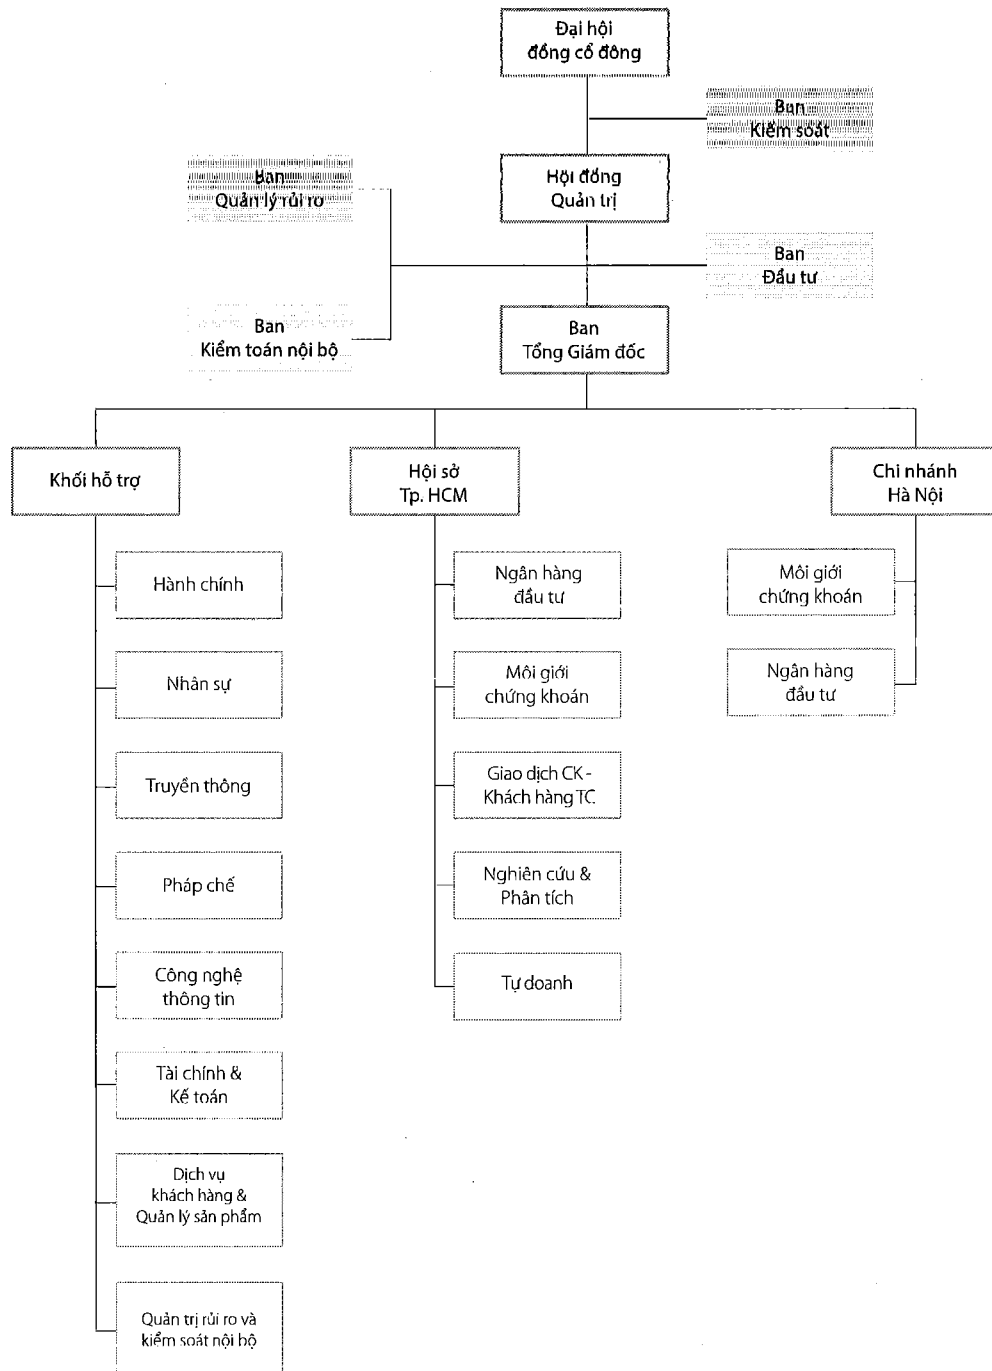 Đại hội
đồng cổ đông
Ban
Kiểm soát
Ban
Quản lý rủi ro
Hội đồng
Quản trị
Ban
Đầu tư
Ban
Kiểm toán nội bộ
Ban
Tổng Giám đốc
Khối hỗ trợ
Hội sở
Tp. HCM
Chi nhánh
Hà Nội
Hành chính
Nhân sự
Truyền thông
Pháp chế
Công nghệ
thông tin
Tài chính &
Kế toán
Dịch vụ
khách hàng &
Quản lý sản phẩm
Quản trị rủi ro và
kiểm soát nội bộ
Ngân hàng
đầu tư
Môi giới
chứng khoán
Giao dịch CK -
Khách hàng TC
Nghiên cứu &
Phân tích
Tự doanh
Môi giới
chứng khoán
Ngân hàng
đầu tư